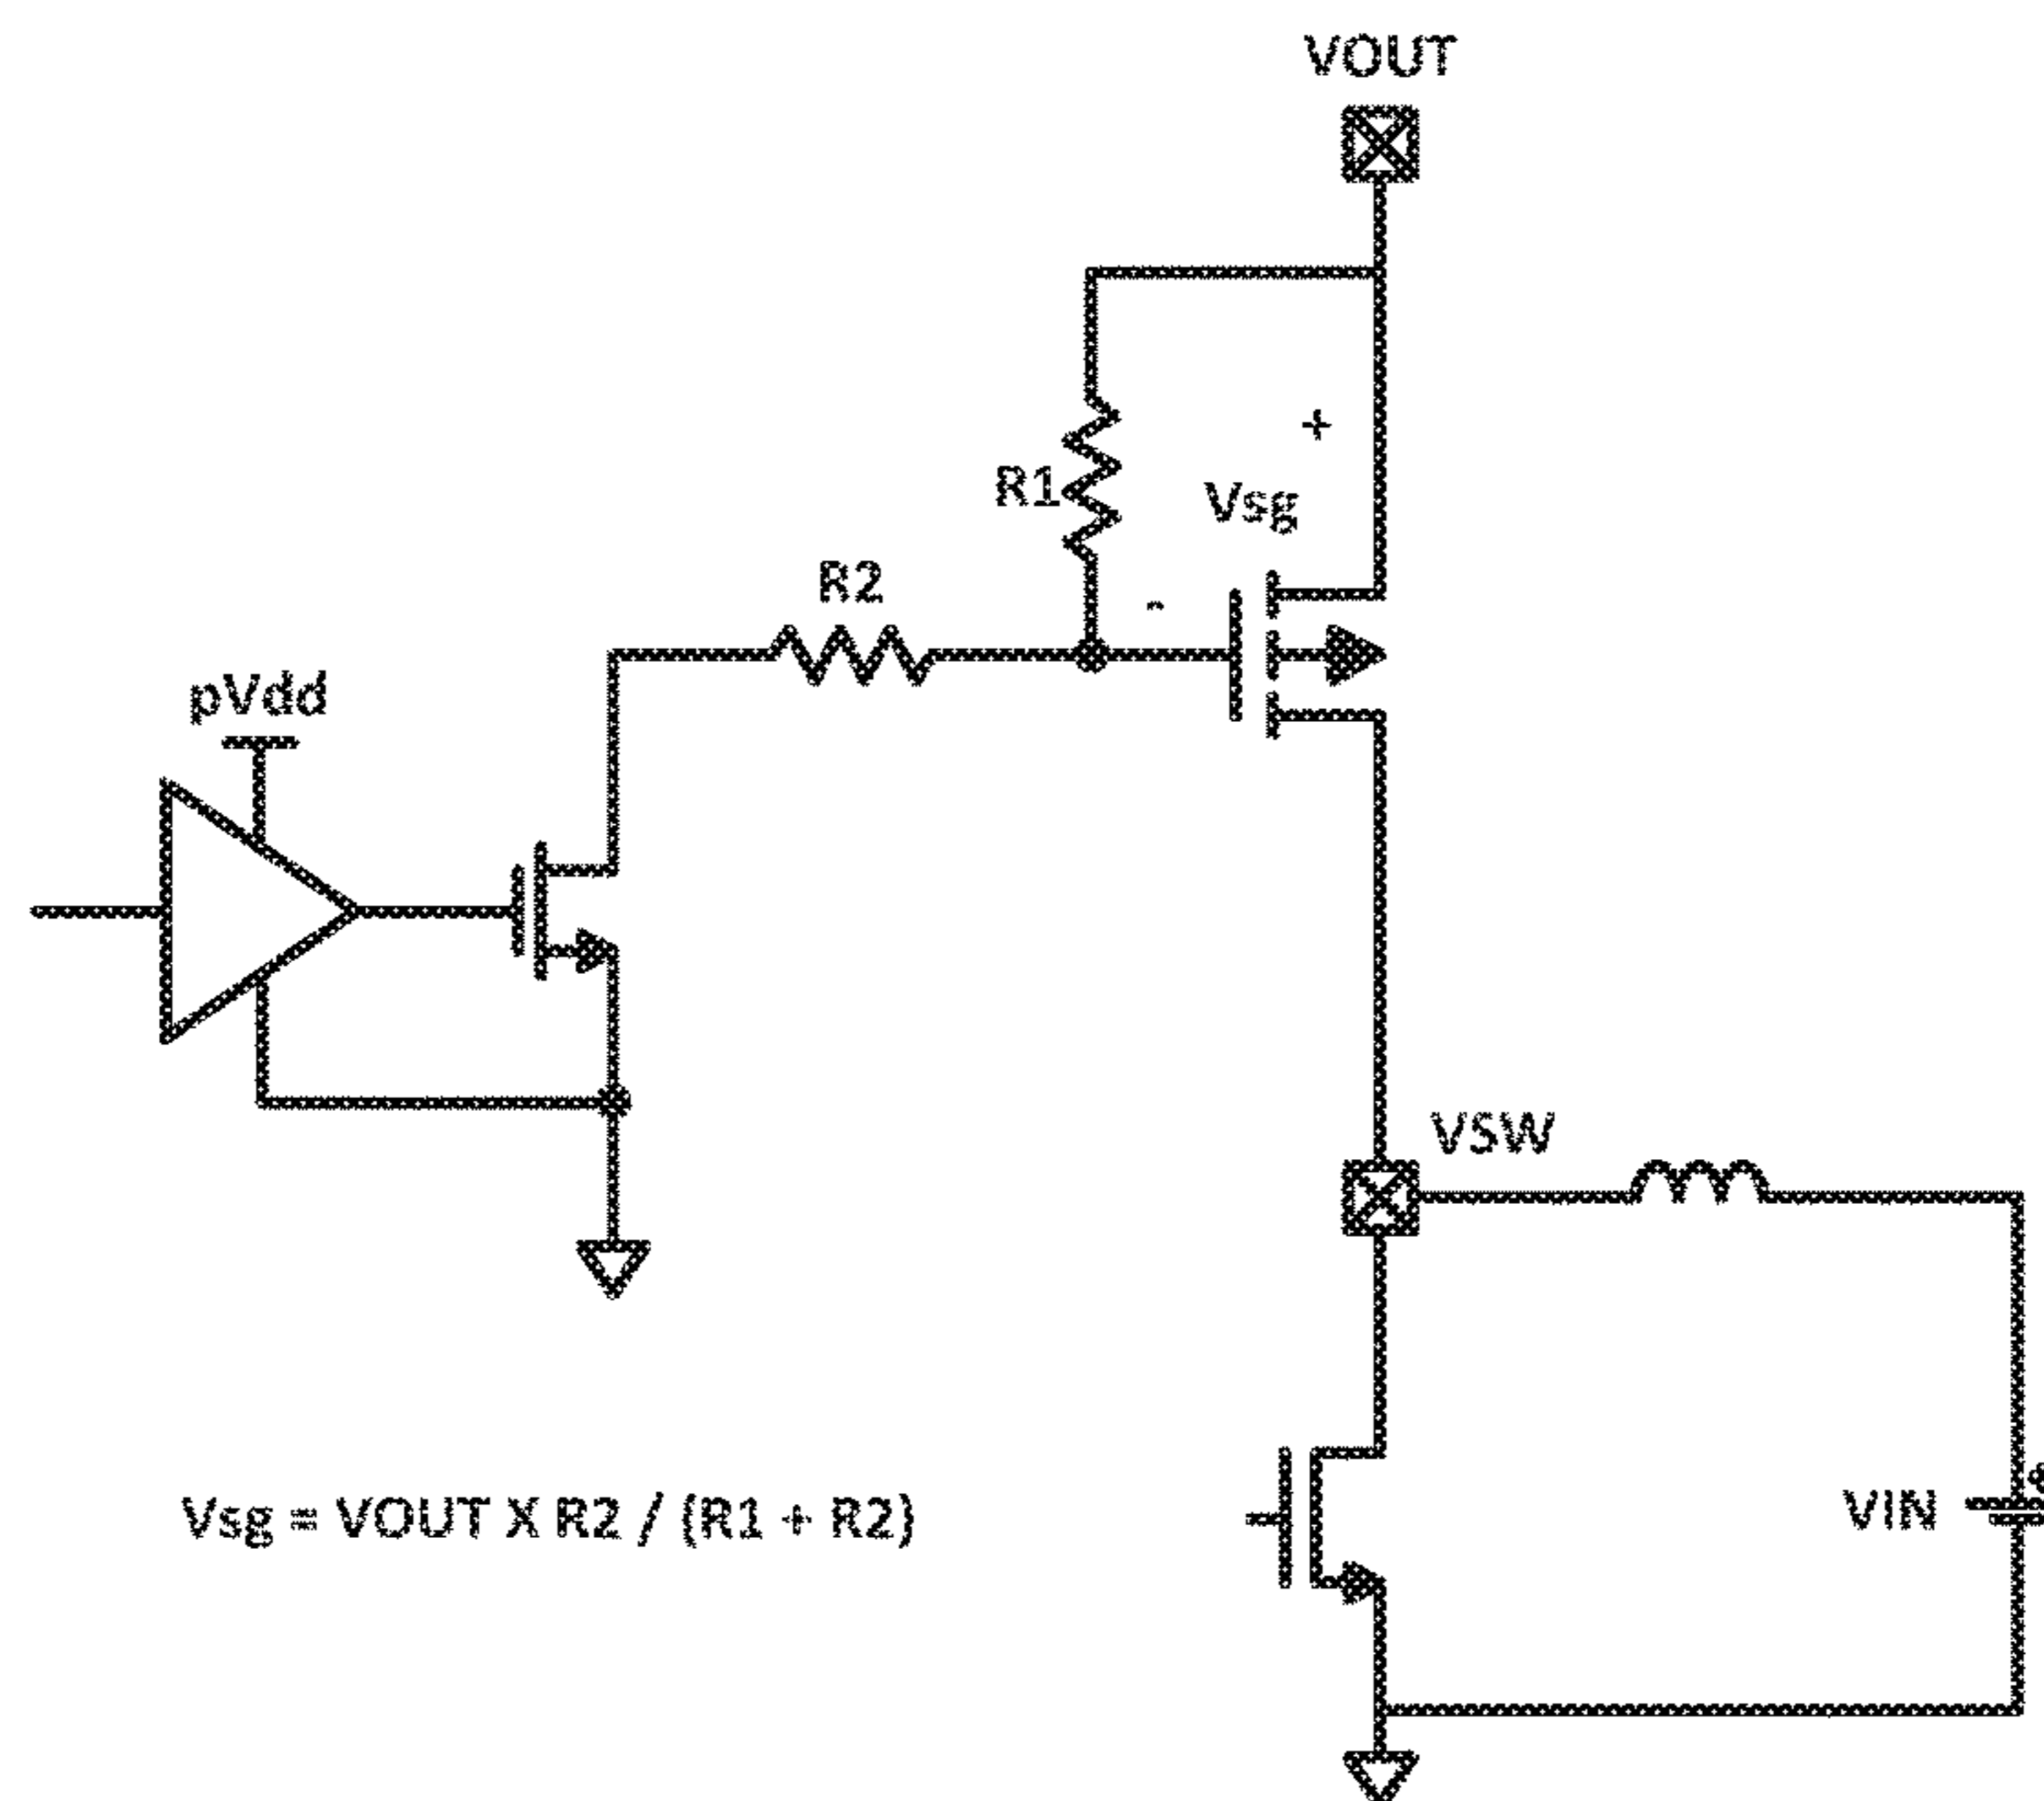 VOUT
+
R1
Vsg
R2
-
pVdd
VSW
Vsg = VOUT X R2 / (R1 + R2)
VIN